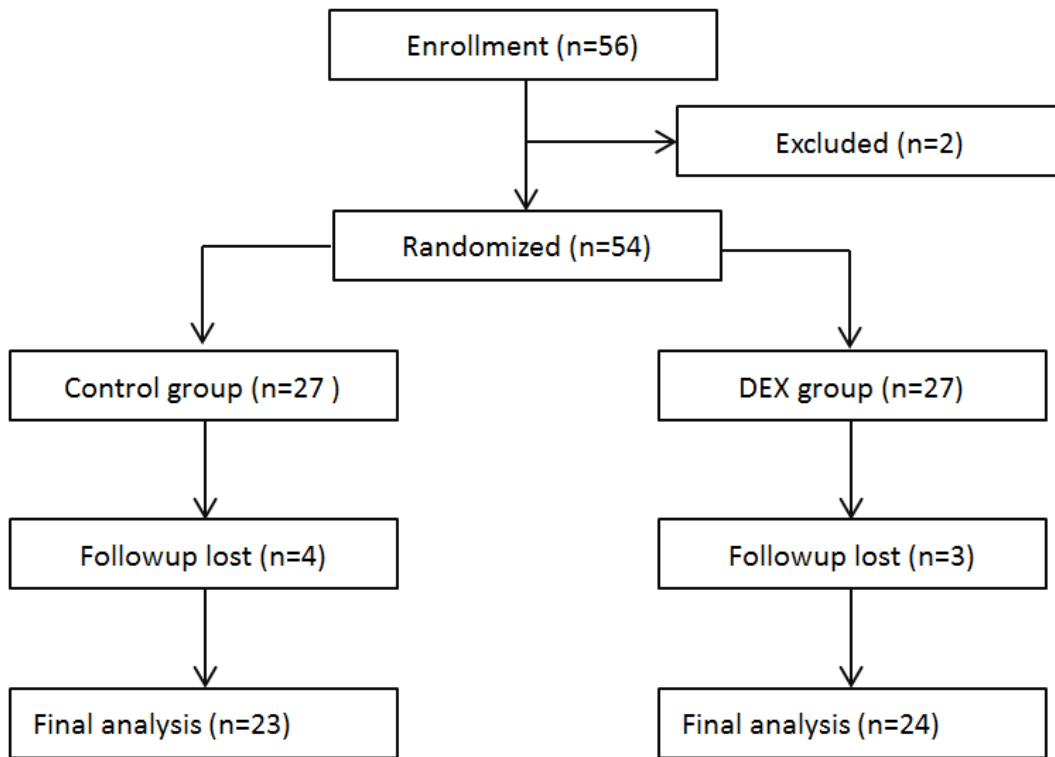 Enrollment (n=56)
Excluded (n=2)
Randomized (n=54)
Control group (n=27 )
DEX group (n=27)
Followup lost (n=4)
Followup lost (n=3)
Final analysis (n=23)
Final analysis (n=24)